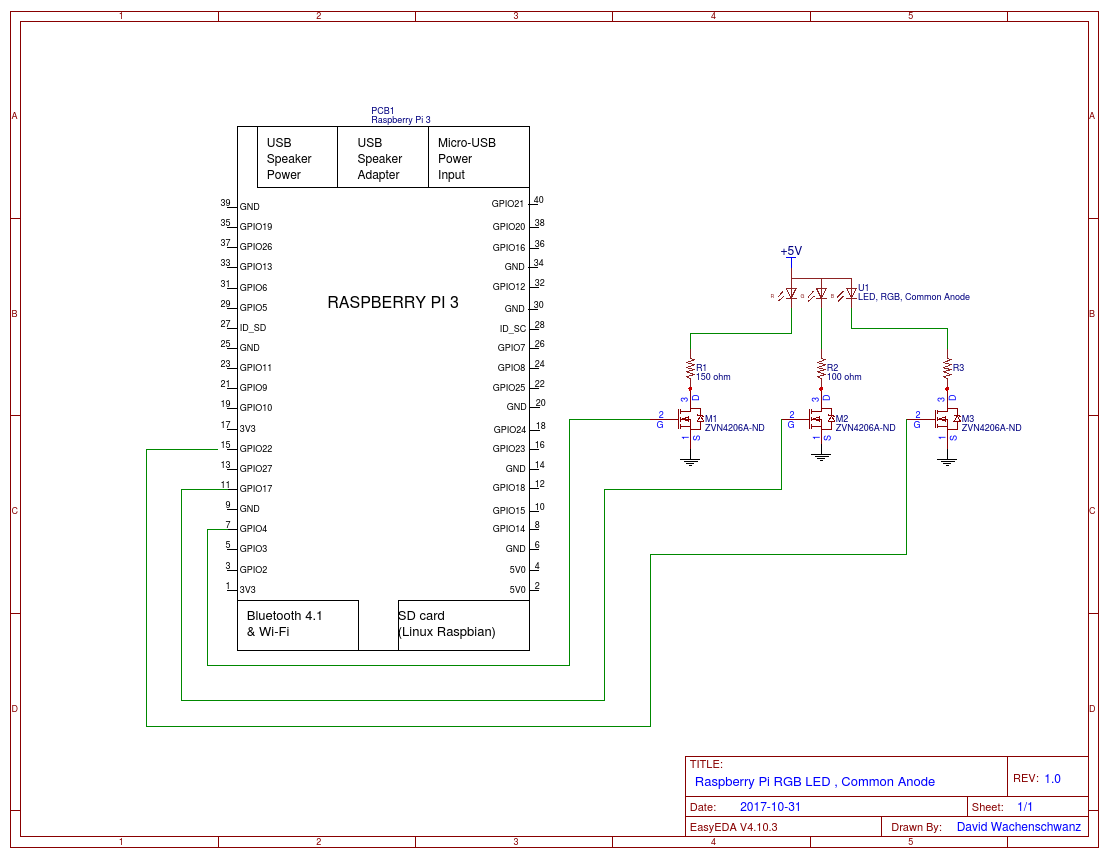 1 2 3 4 5
A A
B B
C C
D D
PCB1
Raspberry Pi 3
USB
Speaker
Power
USB
Speaker
Adapter
Micro-USB
Power
Input
RASPBERRY PI 3
39 GND
35 GPIO19
37 GPIO26
33 GPIO13
31 GPIO6
29 GPIO5
27 ID_SD
25 GND
23 GPIO11
21 GPIO9
19 GPIO10
17 3V3
15 GPIO22
13 GPIO27
11 GPIO17
9 GND
7 GPIO4
5 GPIO3
3 GPIO2
1 3V3
GPIO21 40
GPIO20 38
GPIO16 36
GND 34
GPIO12 32
GND 30
ID_SC 28
GPIO7 26
GPIO8 24
GPIO25 22
GND 20
GPIO24 18
GPIO23 16
GND 14
GPIO18 12
GPIO15 10
GPIO14 8
GND 6
5V0 4
5V0 2
Bluetooth 4.1
& Wi-Fi
SD card
(Linux Raspbian)
+5V
R G B
U1
LED, RGB, Common Anode
R1
150 ohm
R2
100 ohm
R3
3 D
2
G
1 S
M1
ZVN4206A-ND
3 D
2
G
1 S
M2
ZVN4206A-ND
3 D
2
G
1 S
M3
ZVN4206A-ND
TITLE:
Raspberry Pi RGB LED , Common Anode
REV: 1.0
Date: 2017-10-31
Sheet: 1/1
EasyEDA V4.10.3
Drawn By: David Wachenschwanz
1 2 3 4 5